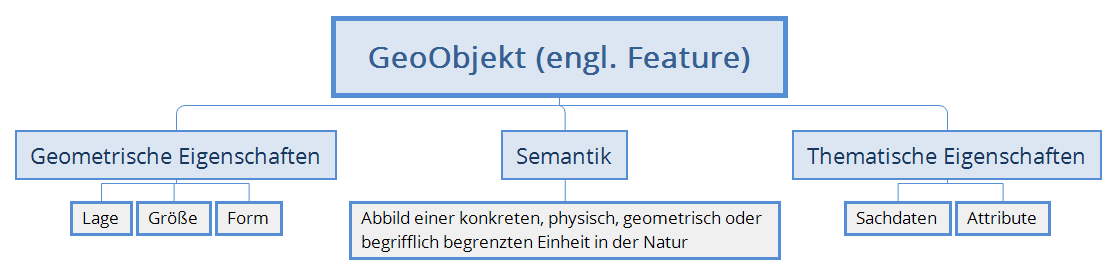 GeoObjekt (engl. Feature)
Geometrische Eigenschaften
Semantik
Thematische Eigenschaften
Lage
Größe
Form
Abbild einer konkreten, physisch, geometrisch oder
begrifflich begrenzten Einheit in der Natur
Sachdaten
Attribute